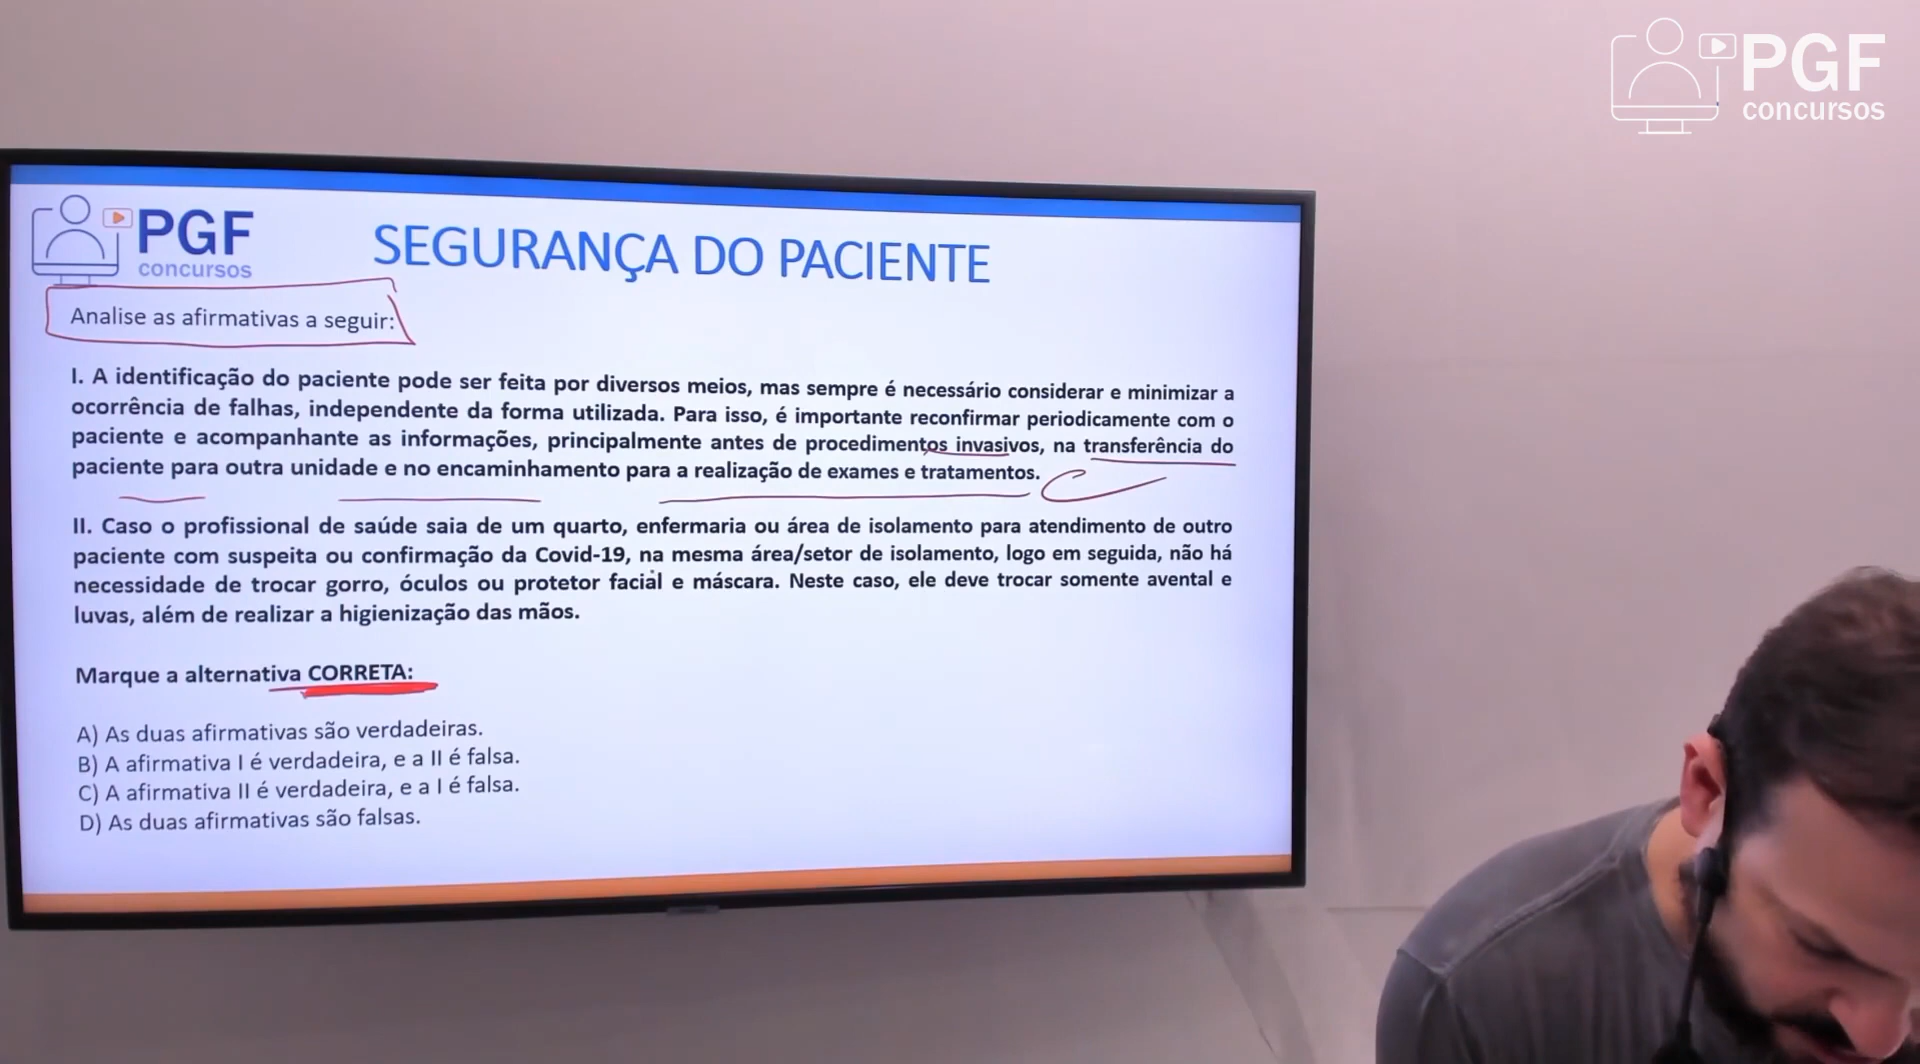 PGF
concursos
PGF
concursos
SEGURANÇA DO PACIENTE
Analise as afirmativas a seguir:
I. A identificação do paciente pode ser feita por diversos meios, mas sempre é necessário considerar e minimizar a
ocorrência de falhas, independente da forma utilizada. Para isso, é importante reconfirmar periodicamente com o
paciente e acompanhante as informações, principalmente antes de procedimentos invasivos, na transferência do
paciente para outra unidade e no encaminhamento para a realização de exames e tratamentos.
II. Caso o profissional de saúde saia de um quarto, enfermaria ou área de isolamento para atendimento de outro
paciente com suspeita ou confirmação da Covid-19, na mesma área/setor de isolamento, logo em seguida, não há
necessidade de trocar gorro, óculos ou protetor facial e máscara. Neste caso, ele deve trocar somente avental e
luvas, além de realizar a higienização das mãos.
Marque a alternativa CORRETA:
A) As duas afirmativas são verdadeiras.
B) A afirmativa I é verdadeira, e a II é falsa.
C) A afirmativa II é verdadeira, e a I é falsa.
D) As duas afirmativas são falsas.